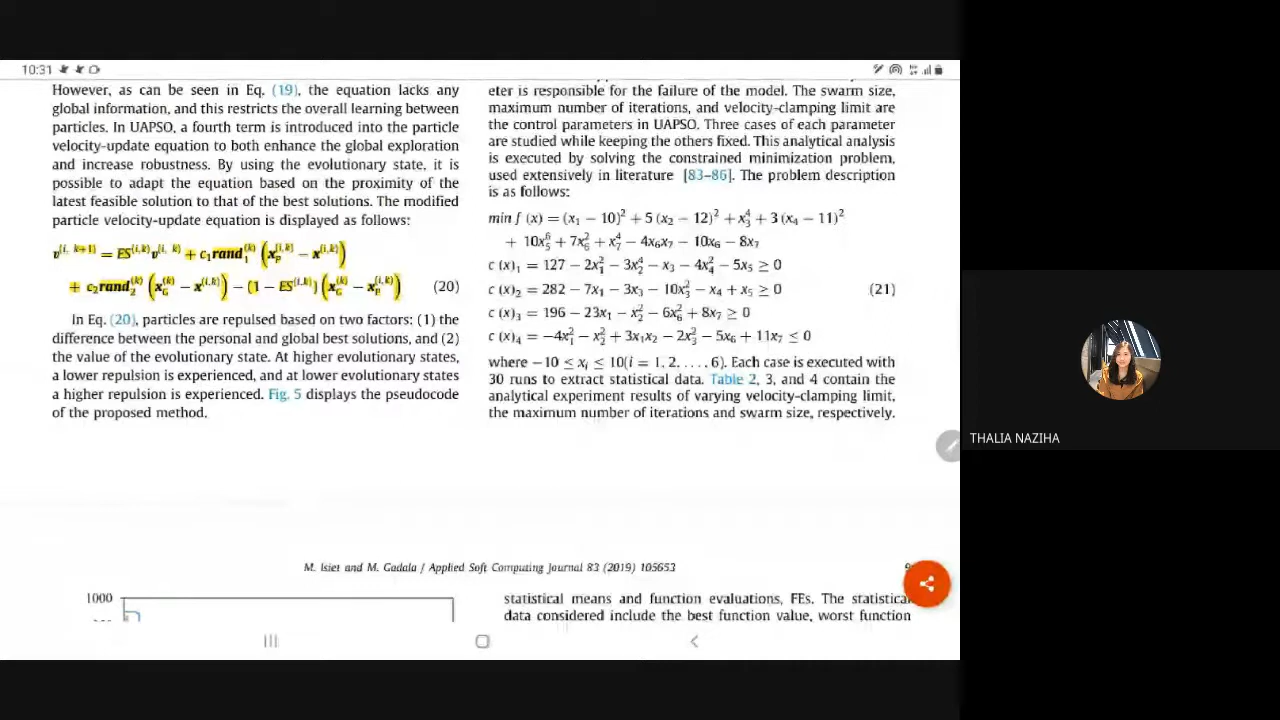 10:31
However, as can be seen in Eq. (19), the equation lacks any
global information, and this restricts the overall learning between
particles. In UAPSO, a fourth term is introduced into the particle
velocity-update equation to both enhance the global exploration
and increase robustness. By using the evolutionary state, it is
possible to adapt the equation based on the proximity of the
latest feasible solution to that of the best solutions. The modified
particle velocity-update equation is displayed as follows:
v^(i, k+1) = ES^(i,k) v^(i, k) + c₁rand₁^(k) (x_P^(i,k) − x^(i,k))
+ c₂rand₂^(k) (x_G^(k) − x^(i,k)) − (1 − ES^(i,k)) (x_G^(k) − x_P^(i,k)) (20)
In Eq. (20), particles are repulsed based on two factors: (1) the
difference between the personal and global best solutions, and (2)
the value of the evolutionary state. At higher evolutionary states,
a lower repulsion is experienced, and at lower evolutionary states
a higher repulsion is experienced. Fig. 5 displays the pseudocode
of the proposed method.
eter is responsible for the failure of the model. The swarm size,
maximum number of iterations, and velocity-clamping limit are
the control parameters in UAPSO. Three cases of each parameter
are studied while keeping the others fixed. This analytical analysis
is executed by solving the constrained minimization problem,
used extensively in literature [83–86]. The problem description
is as follows:
min f (x) = (x₁ − 10)² + 5 (x₂ − 12)² + x₃⁴ + 3 (x₄ − 11)²
+ 10x₅⁶ + 7x₆² + x₇⁴ − 4x₆x₇ − 10x₆ − 8x₇
c (x)₁ = 127 − 2x₁² − 3x₂⁴ − x₃ − 4x₄² − 5x₅ ≥ 0
c (x)₂ = 282 − 7x₁ − 3x₃ − 10x₃² − x₄ + x₅ ≥ 0 (21)
c (x)₃ = 196 − 23x₁ − x₂² − 6x₆² + 8x₇ ≥ 0
c (x)₄ = −4x₁² − x₂² + 3x₁x₂ − 2x₃² − 5x₆ + 11x₇ ≤ 0
where −10 ≤ xᵢ ≤ 10(i = 1, 2, . . . , 6). Each case is executed with
30 runs to extract statistical data. Table 2, 3, and 4 contain the
analytical experiment results of varying velocity-clamping limit,
the maximum number of iterations and swarm size, respectively.
M. Isiet and M. Gadala / Applied Soft Computing Journal 83 (2019) 105653
1000
statistical means and function evaluations, FEs. The statistical
data considered include the best function value, worst function
THALIA NAZIHA